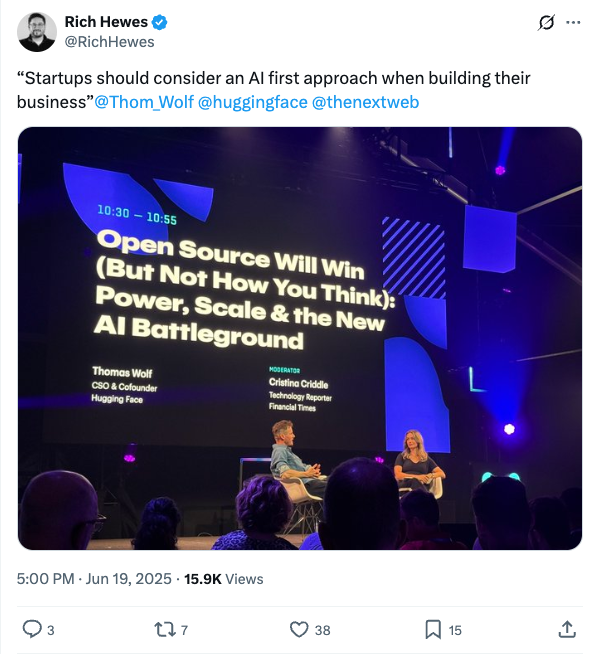 Rich Hewes
@RichHewes
“Startups should consider an AI first approach when building their
business”@Thom_Wolf @huggingface @thenextweb
10:30 — 10:55
Open Source Will Win
(But Not How You Think):
Power, Scale & the New
AI Battleground
Thomas Wolf
CSO & Cofounder
Hugging Face
MODERATOR
Cristina Criddle
Technology Reporter
Financial Times
5:00 PM · Jun 19, 2025 · 15.9K Views
3
7
38
15